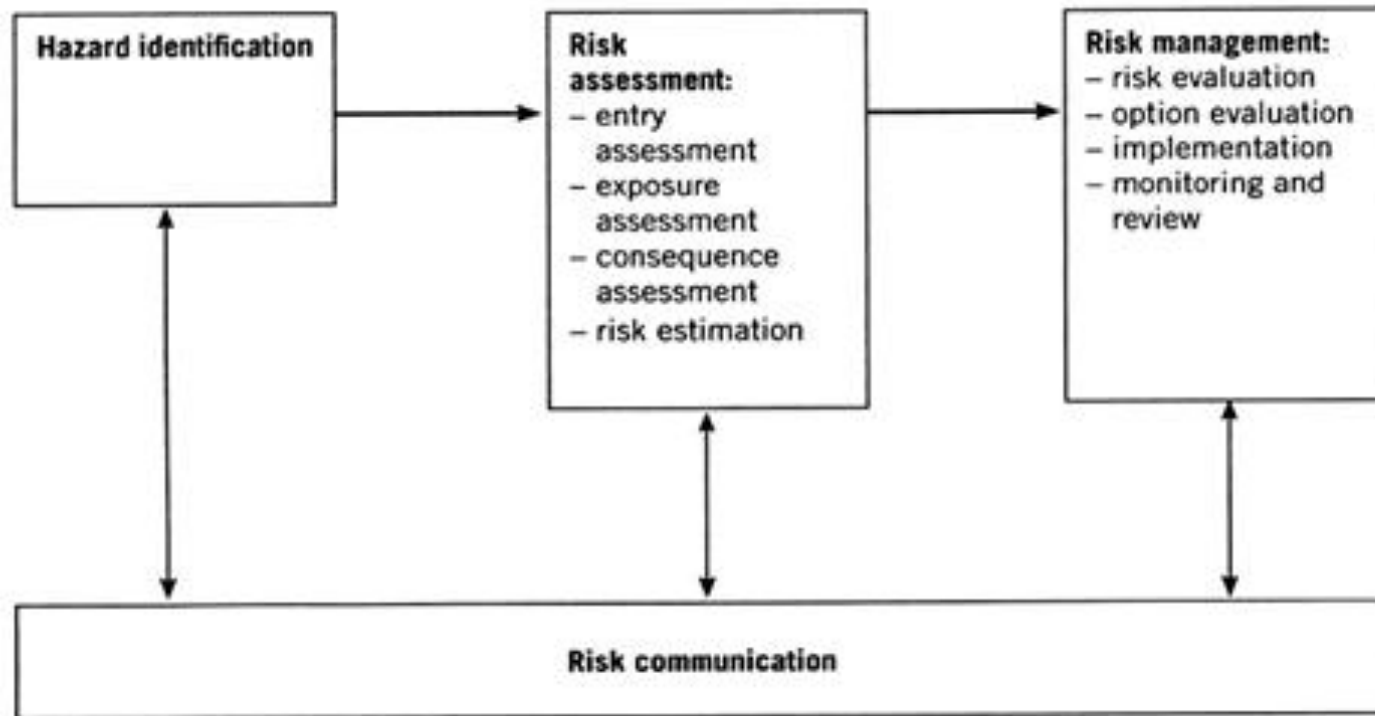 Hazard identification
Risk
assessment:
– entry
assessment
– exposure
assessment
– consequence
assessment
– risk estimation
Risk management:
– risk evaluation
– option evaluation
– implementation
– monitoring and
review
Risk communication